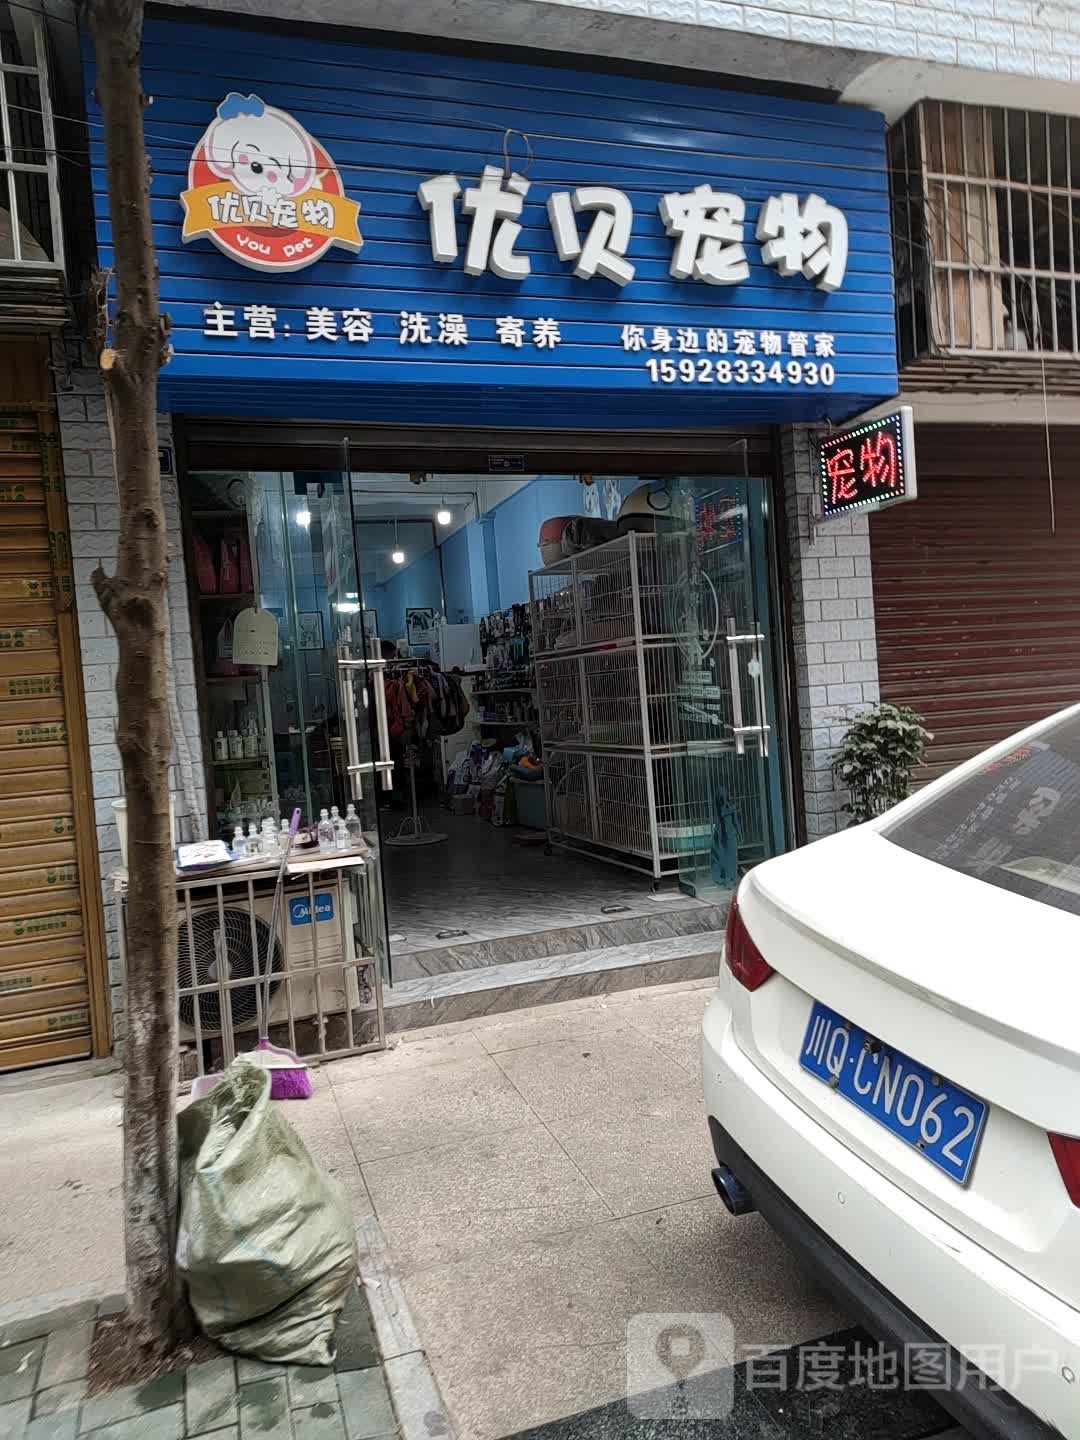 优贝宠物
You Pet
优贝宠物
主营:美容 洗澡 寄养
你身边的宠物管家
15928334930
宠物
Midea
川Q·CN062
百度地图用户